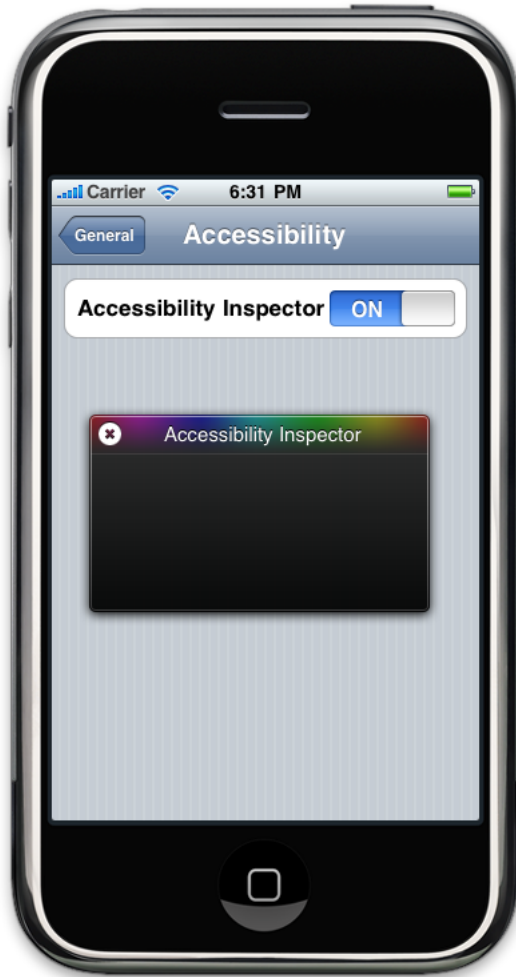 Carrier 6:31 PM
General Accessibility
Accessibility Inspector ON
Accessibility Inspector